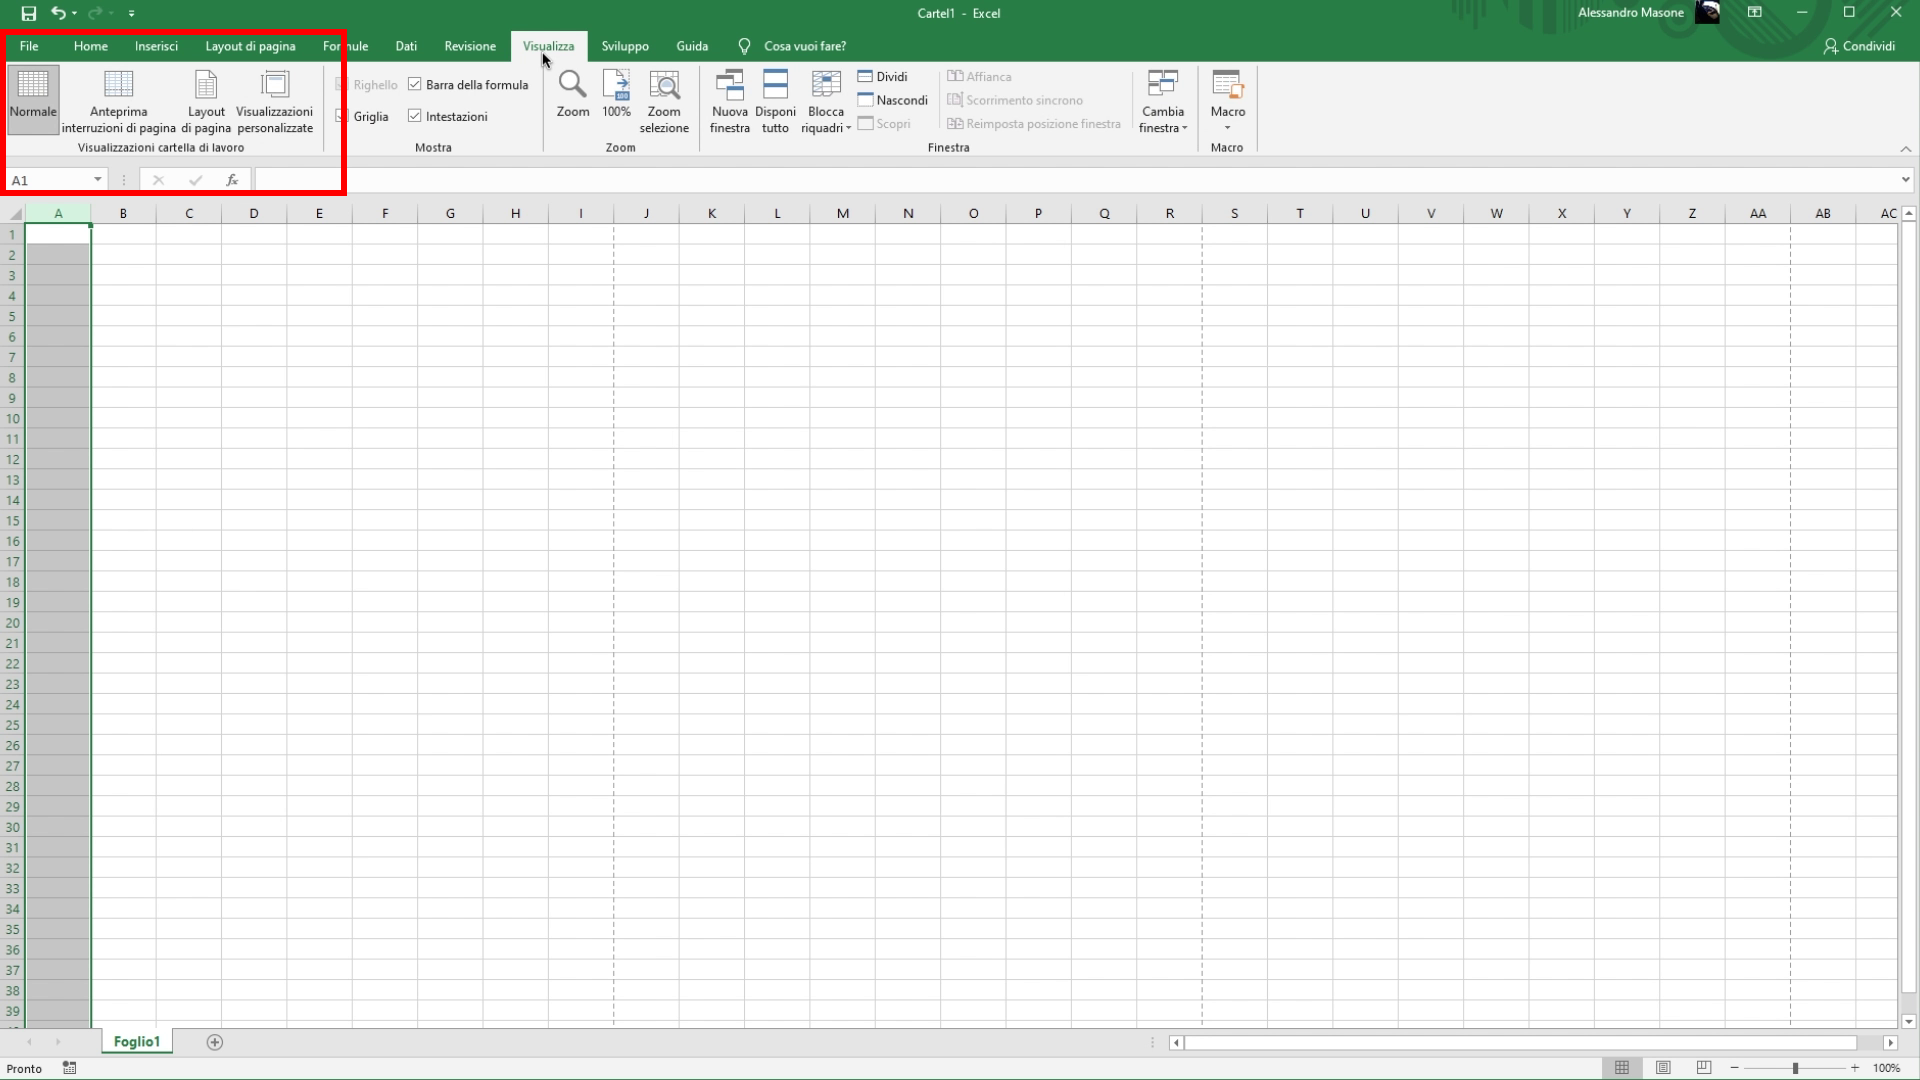 Cartel1 - Excel
Alessandro Masone
File Home Inserisci Layout di pagina Formule Dati Revisione Visualizza Sviluppo Guida Cosa vuoi fare? Condividi
Normale
Anteprima
interruzioni di pagina
Layout
di pagina
Visualizzazioni
personalizzate
Visualizzazioni cartella di lavoro
Righello
Barra della formula
Griglia
Intestazioni
Mostra
Zoom
100%
Zoom
selezione
Zoom
Nuova
finestra
Disponi
tutto
Blocca
riquadri
Dividi
Nascondi
Scopri
Affianca
Scorrimento sincrono
Reimposta posizione finestra
Finestra
Cambia
finestra
Macro
Macro
A1
fx
A B C D E F G H I J K L M N O P Q R S T U V W X Y Z AA AB AC
1
2
3
4
5
6
7
8
9
10
11
12
13
14
15
16
17
18
19
20
21
22
23
24
25
26
27
28
29
30
31
32
33
34
35
36
37
38
39
Foglio1
Pronto
100%